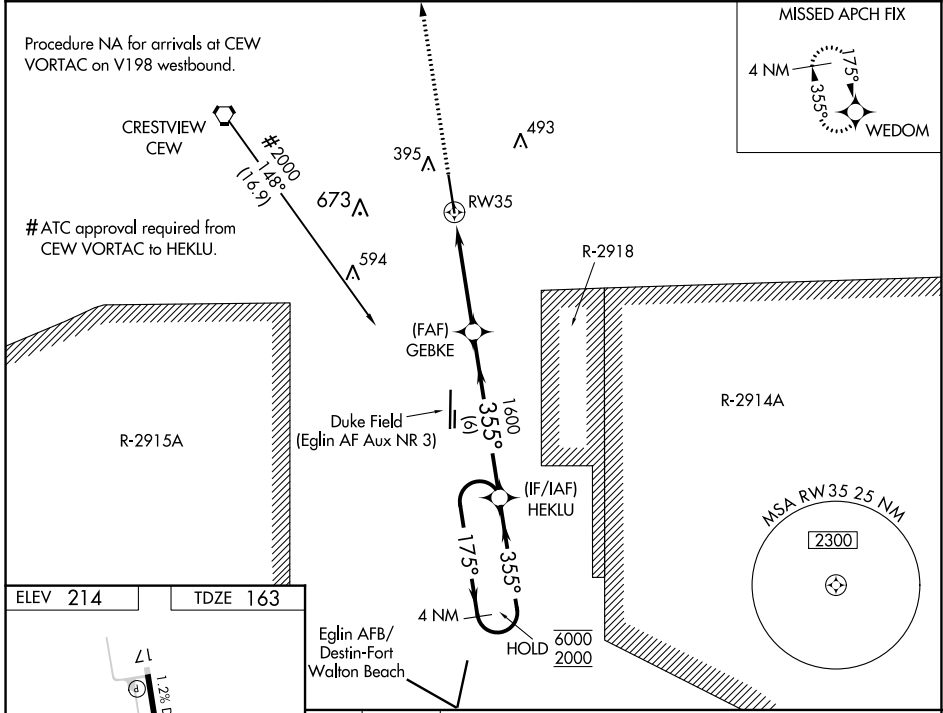 Procedure NA for arrivals at CEW
VORTAC on V198 westbound.
MISSED APCH FIX
4 NM
175°
355°
WEDOM
CRESTVIEW
CEW
#2000
148°
(16.9)
395
493
673
RW35
#ATC approval required from
CEW VORTAC to HEKLU.
594
R-2918
(FAF)
GEBKE
R-2915A
Duke Field
(Eglin AF Aux NR 3)
1600
355°
(6)
R-2914A
(IF/IAF)
HEKLU
MSA RW35 25 NM
2300
175°
355°
4 NM
HOLD
6000
2000
ELEV 214
TDZE 163
Eglin AFB/
Destin-Fort
Walton Beach
17
P
1.2% D